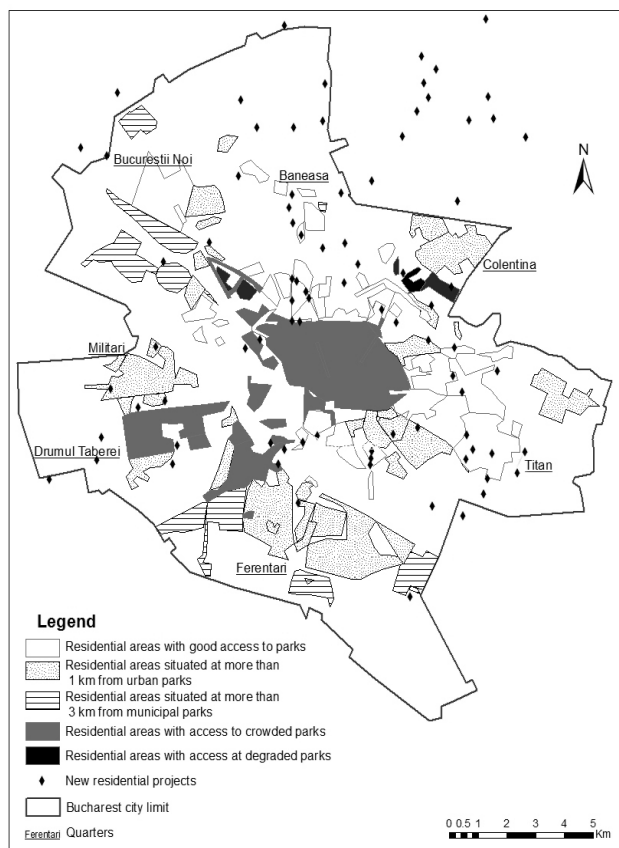 N
Bucurestii Noi
Baneasa
Colentina
Militari
Drumul Taberei
Titan
Ferentari
Legend
Residential areas with good access to parks
Residential areas situated at more than
1 km from urban parks
Residential areas situated at more than
3 km from municipal parks
Residential areas with access to crowded parks
Residential areas with access at degraded parks
New residential projects
Bucharest city limit
Ferentari Quarters
0 0.5 1 2 3 4 5
Km